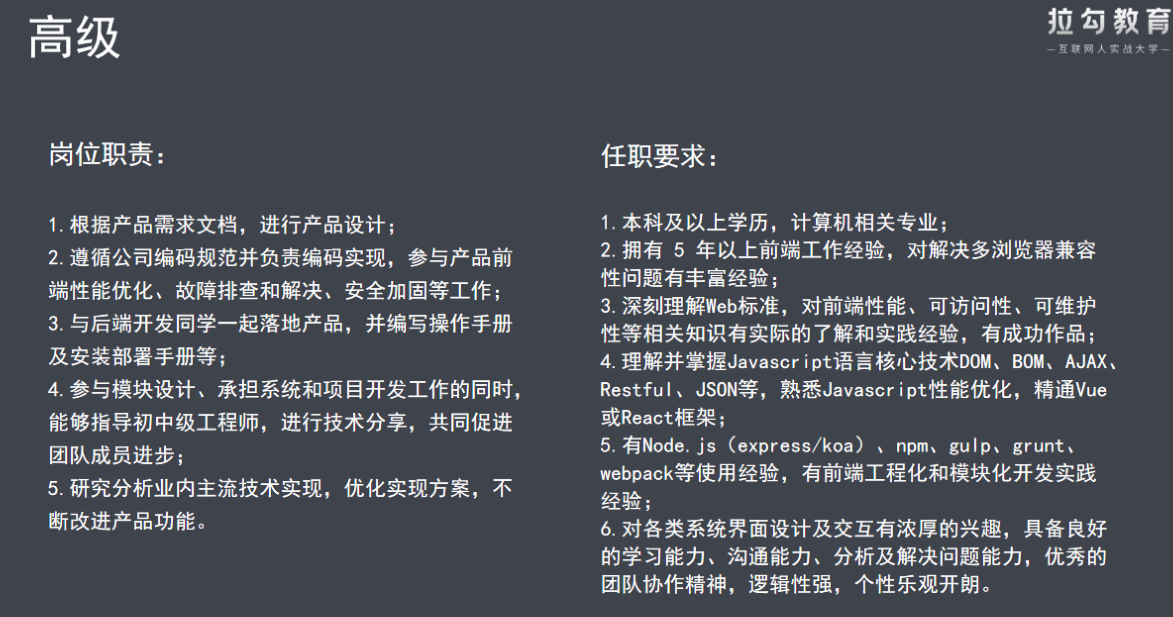 高级
拉勾教育
—互联网人实战大学—
岗位职责：
1.根据产品需求文档，进行产品设计；
2.遵循公司编码规范并负责编码实现，参与产品前
端性能优化、故障排查和解决、安全加固等工作；
3.与后端开发同学一起落地产品，并编写操作手册
及安装部署手册等；
4.参与模块设计、承担系统和项目开发工作的同时，
能够指导初中级工程师，进行技术分享，共同促进
团队成员进步；
5.研究分析业内主流技术实现，优化实现方案，不
断改进产品功能。
任职要求：
1.本科及以上学历，计算机相关专业；
2.拥有 5 年以上前端工作经验，对解决多浏览器兼容
性问题有丰富经验；
3.深刻理解Web标准，对前端性能、可访问性、可维护
性等相关知识有实际的了解和实践经验，有成功作品；
4.理解并掌握Javascript语言核心技术DOM、BOM、AJAX、
Restful、JSON等，熟悉Javascript性能优化，精通Vue
或React框架；
5.有Node.js（express/koa）、npm、gulp、grunt、
webpack等使用经验，有前端工程化和模块化开发实践
经验；
6.对各类系统界面设计及交互有浓厚的兴趣，具备良好
的学习能力、沟通能力、分析及解决问题能力，优秀的
团队协作精神，逻辑性强，个性乐观开朗。